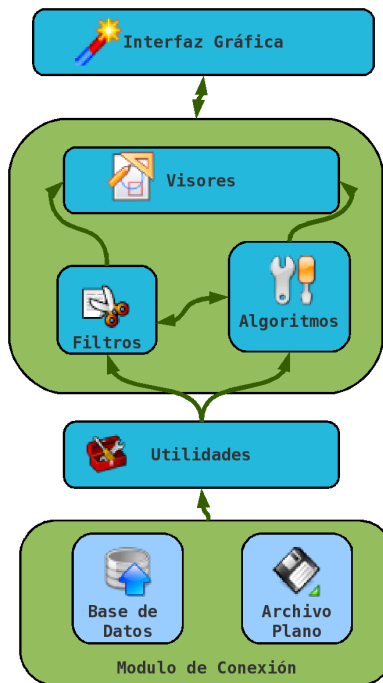 Interfaz Gráfica
Visores
Filtros
Algoritmos
Utilidades
Base de
Datos
Archivo
Plano
Modulo de Conexión